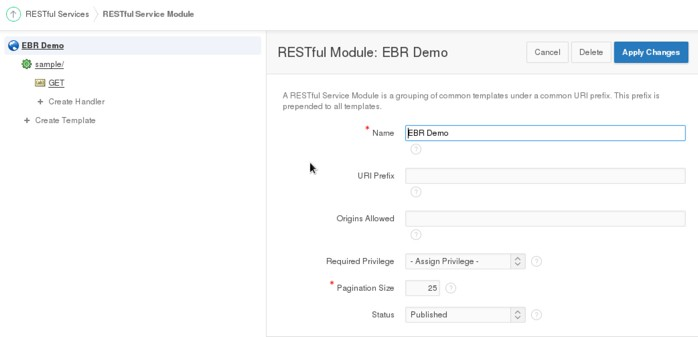 RESTful Services > RESTful Service Module
EBR Demo
sample/
GET
+ Create Handler
+ Create Template
RESTful Module: EBR Demo
Cancel
Delete
Apply Changes
A RESTful Service Module is a grouping of common templates under a common URI prefix. This prefix is
prepended to all templates.
* Name
EBR Demo
?
URI Prefix
?
Origins Allowed
?
Required Privilege
- Assign Privilege -
?
* Pagination Size
25
?
Status
Published
?